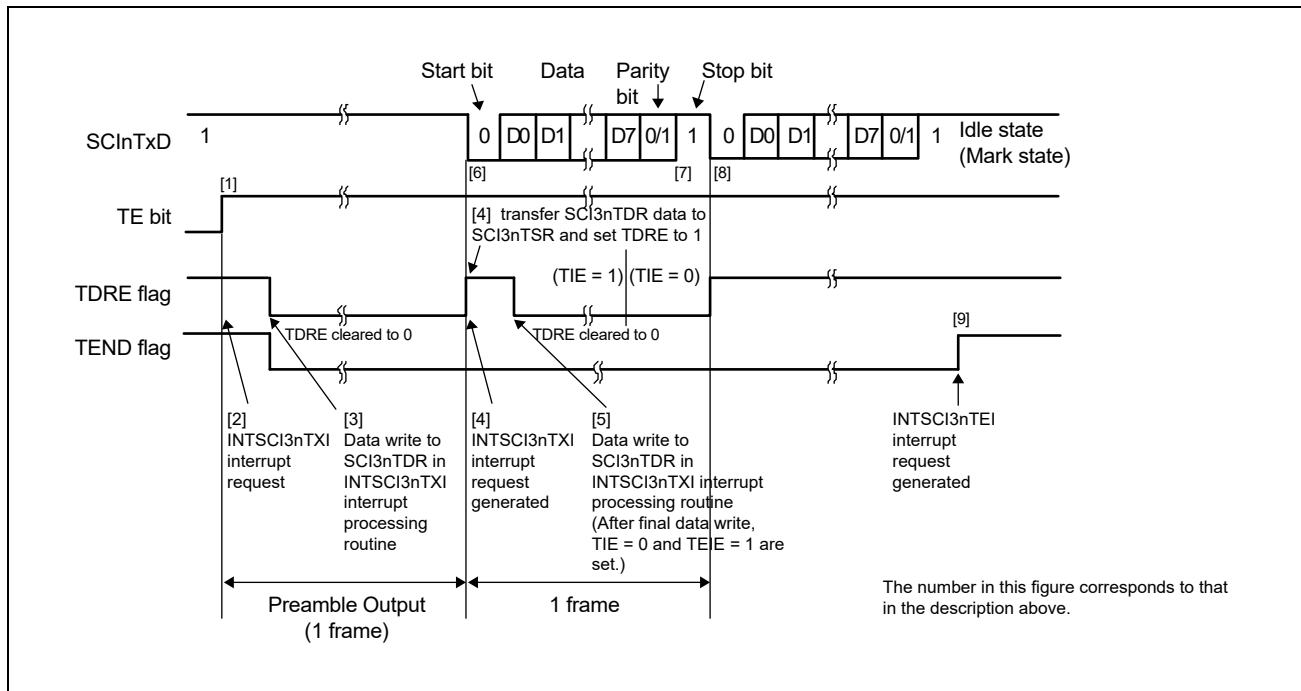 Start bit
Data
Parity
bit
Stop bit
SCInTxD
1
0
D0
D1
D7
0/1
1
0
D0
D1
D7
0/1
1
Idle state
(Mark state)
[6]
[7]
[8]
[1]
TE bit
[4] transfer SCI3nTDR data to
SCI3nTSR and set TDRE to 1
(TIE = 1)
(TIE = 0)
TDRE flag
TDRE cleared to 0
TDRE cleared to 0
TEND flag
[9]
[2]
INTSCI3nTXI
interrupt
request
[3]
Data write to
SCI3nTDR in
INTSCI3nTXI
interrupt
processing
routine
[4]
INTSCI3nTXI
interrupt
request
generated
[5]
Data write to
SCI3nTDR in
INTSCI3nTXI interrupt
processing routine
(After final data write,
TIE = 0 and TEIE = 1 are
set.)
INTSCI3nTEI
interrupt
request
generated
Preamble Output
(1 frame)
1 frame
The number in this figure corresponds to that
in the description above.